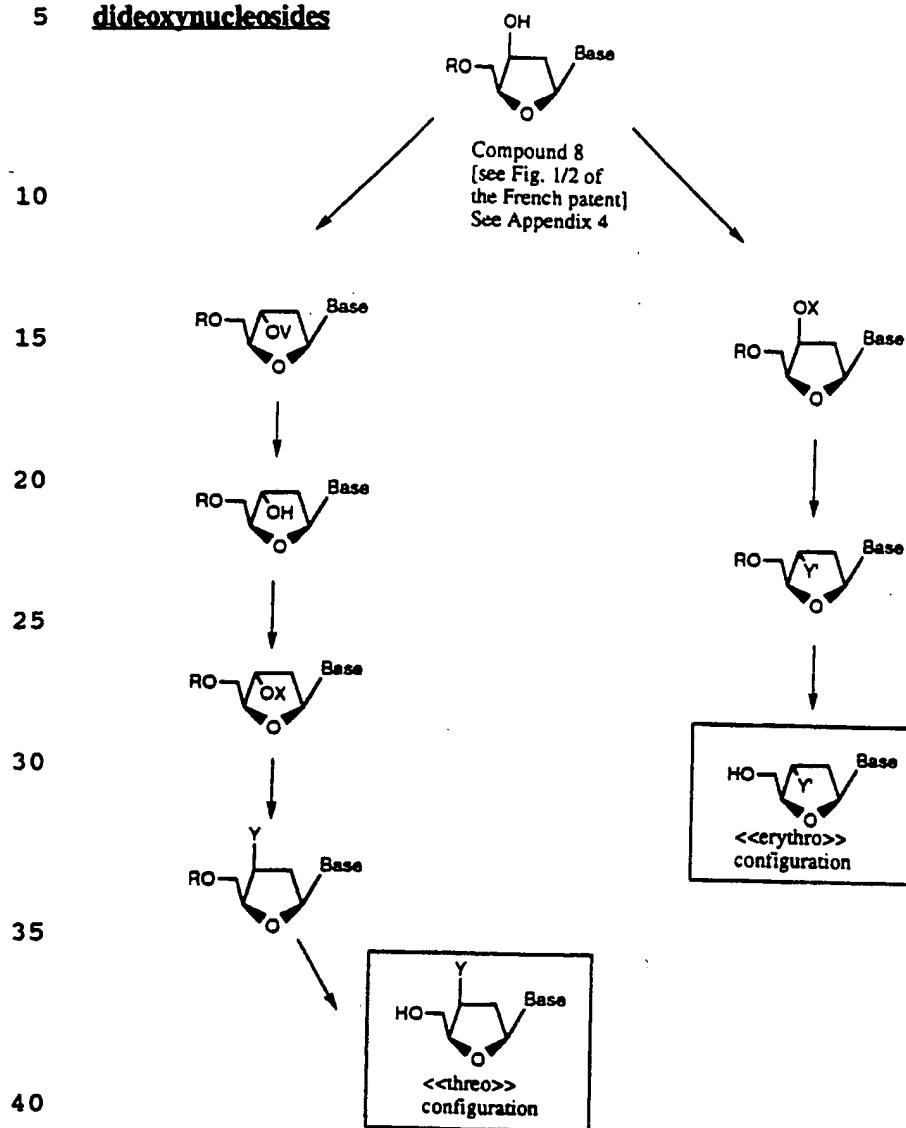 5 dideoxynucleosides
OH
RO Base
O
Compound 8
[see Fig. 1/2 of
the French patent]
See Appendix 4
10
15
RO OV Base
O
OX
RO Base
O
20
RO OH Base
O
RO Y' Base
O
25
RO OX Base
O
30
HO Y' Base
O
<<erythro>>
configuration
Y
RO Base
O
35
Y
HO Base
O
<<threo>>
configuration
40